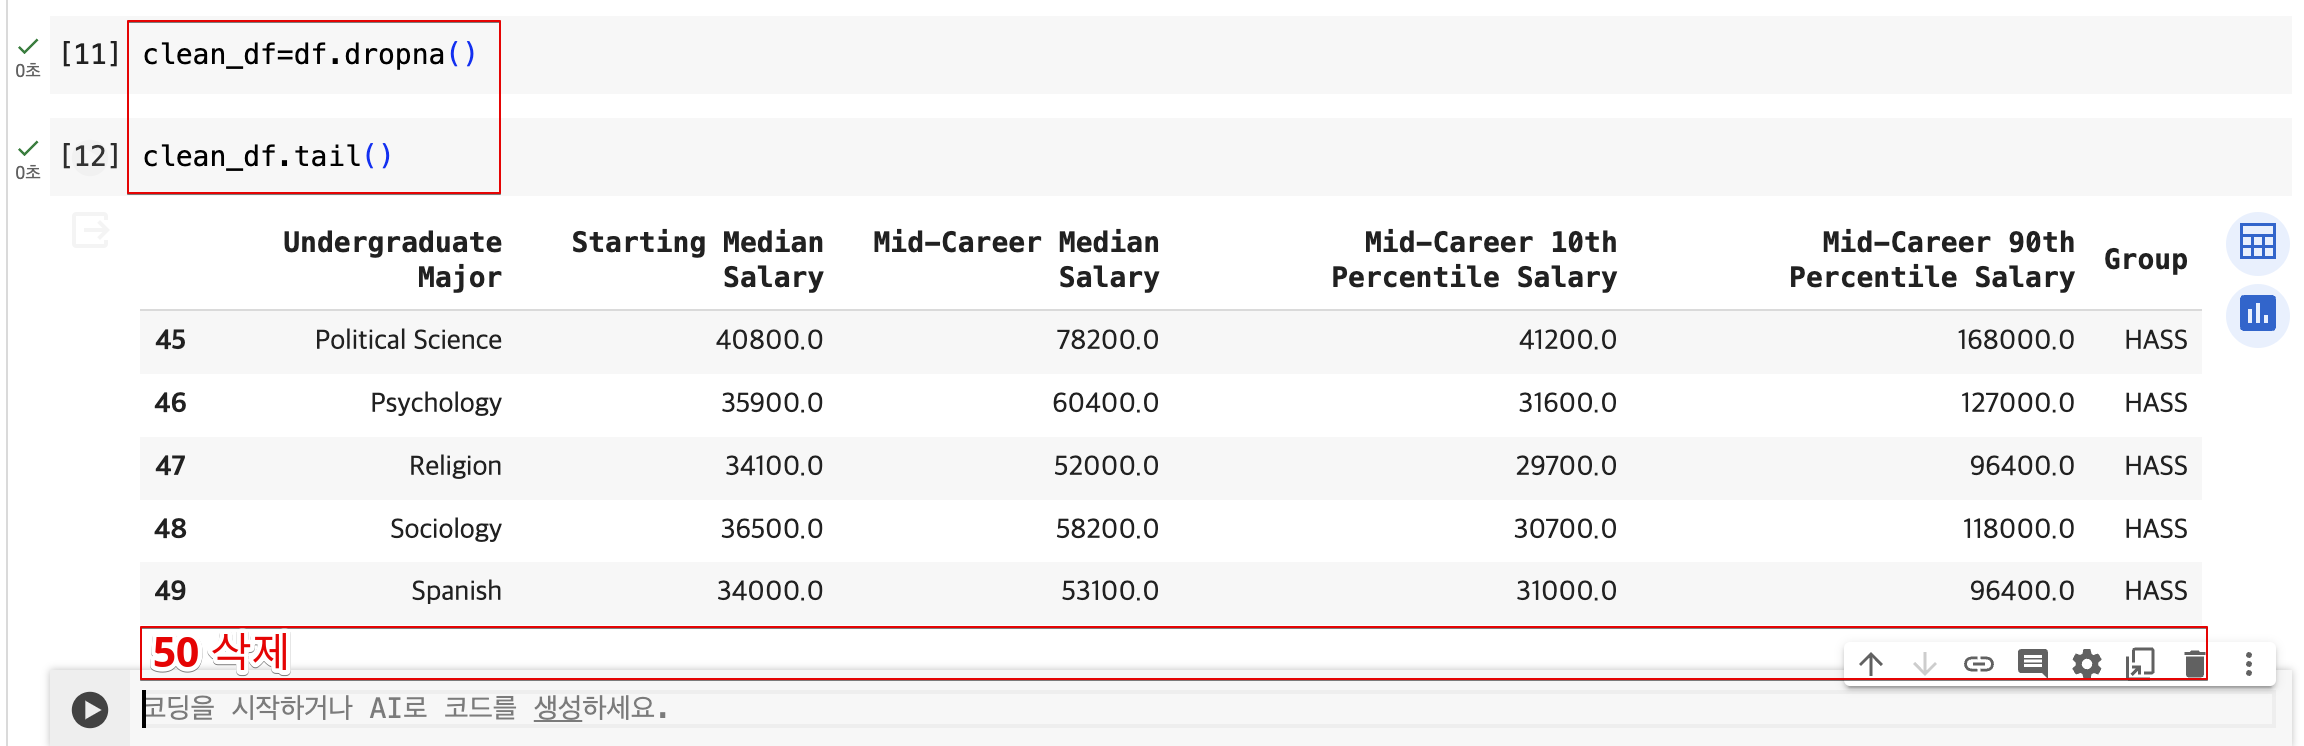 [11] clean_df=df.dropna()
0초
[12] clean_df.tail()
0초
Undergraduate Major Starting Median Salary Mid-Career Median Salary Mid-Career 10th Percentile Salary Mid-Career 90th Percentile Salary Group
45 Political Science 40800.0 78200.0 41200.0 168000.0 HASS
46 Psychology 35900.0 60400.0 31600.0 127000.0 HASS
47 Religion 34100.0 52000.0 29700.0 96400.0 HASS
48 Sociology 36500.0 58200.0 30700.0 118000.0 HASS
49 Spanish 34000.0 53100.0 31000.0 96400.0 HASS
50 삭제
코딩을 시작하거나 AI로 코드를 생성하세요.